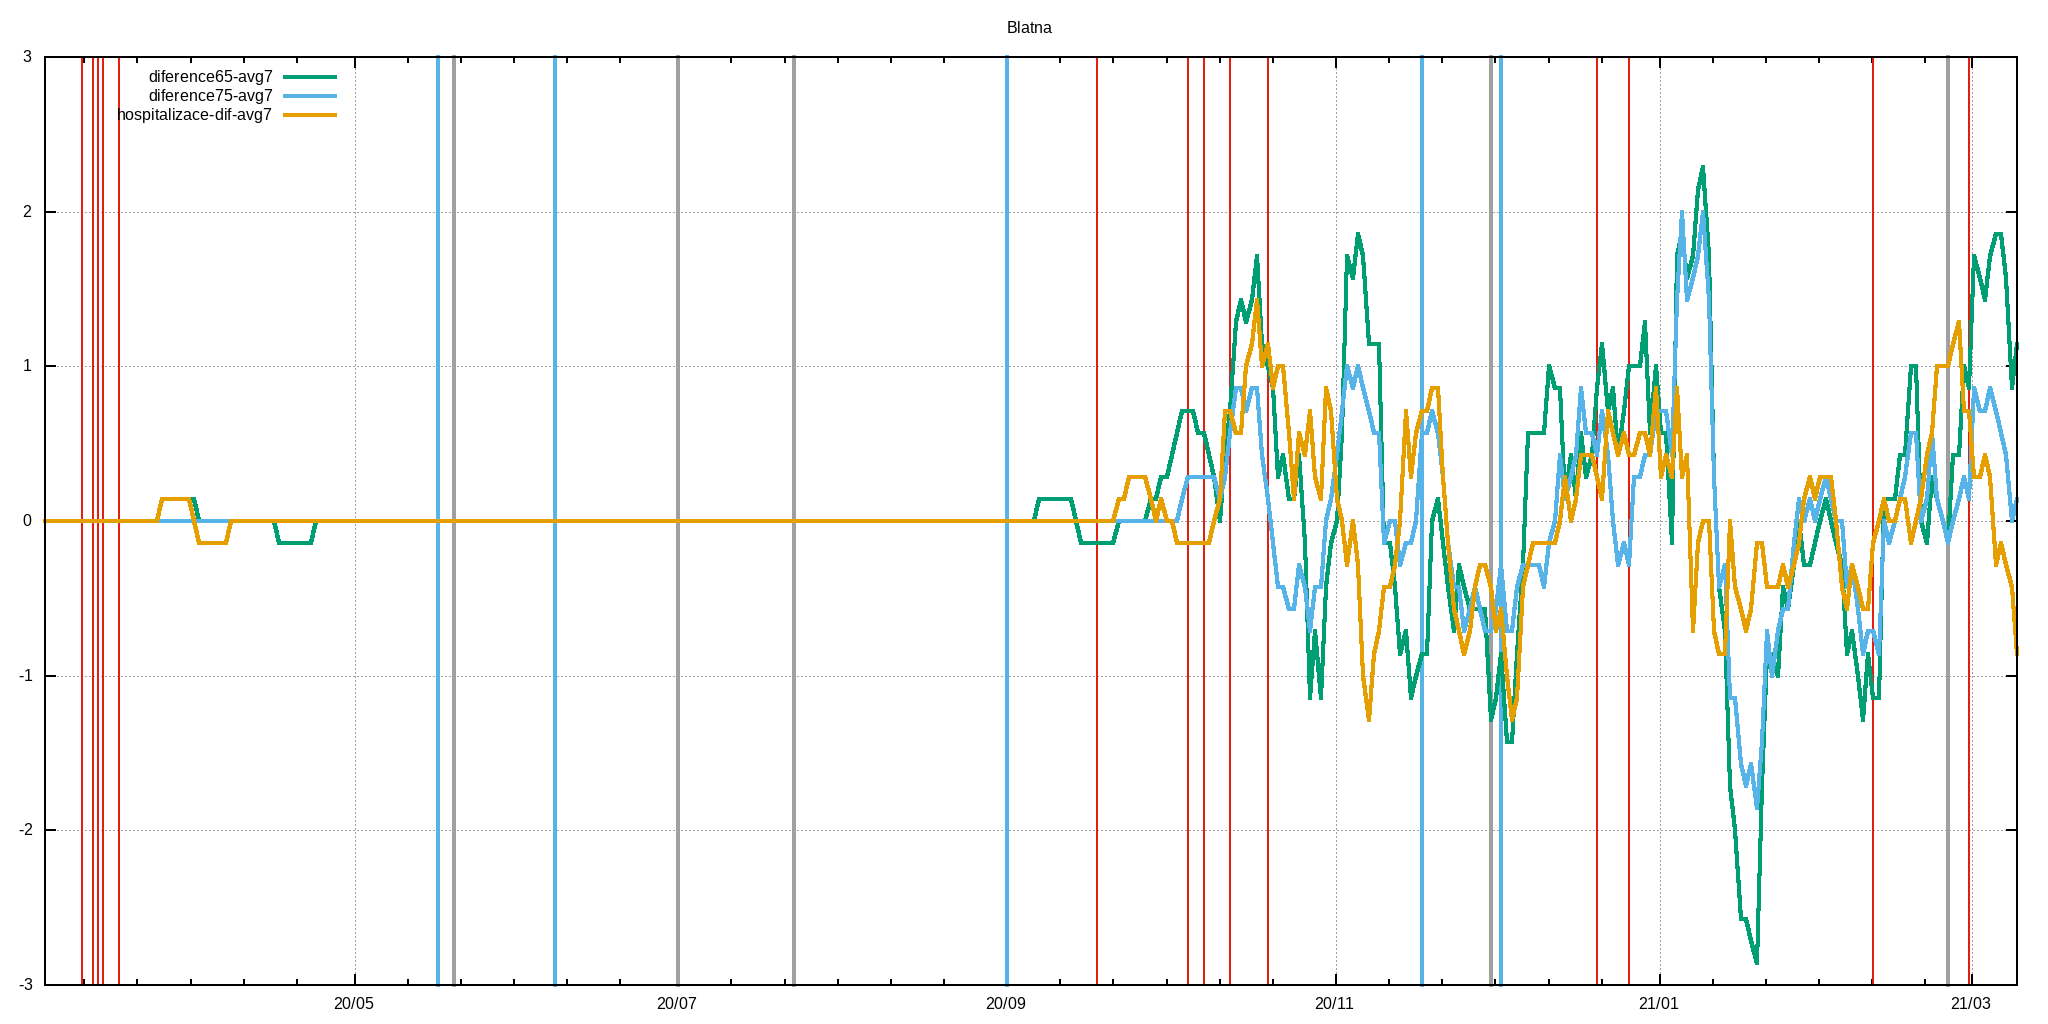 Blatna
3
diference65-avg7
diference75-avg7
hospitalizace-dif-avg7
2
1
0
-1
-2
-3
20/05 20/07 20/09 20/11 21/01 21/03